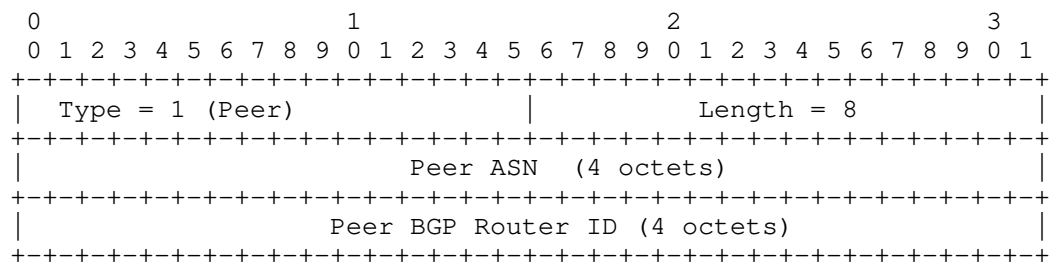 0                   1                   2                   3
 0 1 2 3 4 5 6 7 8 9 0 1 2 3 4 5 6 7 8 9 0 1 2 3 4 5 6 7 8 9 0 1
+-+-+-+-+-+-+-+-+-+-+-+-+-+-+-+-+-+-+-+-+-+-+-+-+-+-+-+-+-+-+-+-+
|  Type = 1 (Peer)              |          Length = 8           |
+-+-+-+-+-+-+-+-+-+-+-+-+-+-+-+-+-+-+-+-+-+-+-+-+-+-+-+-+-+-+-+-+
|                        Peer ASN  (4 octets)                   |
+-+-+-+-+-+-+-+-+-+-+-+-+-+-+-+-+-+-+-+-+-+-+-+-+-+-+-+-+-+-+-+-+
|                   Peer BGP Router ID (4 octets)               |
+-+-+-+-+-+-+-+-+-+-+-+-+-+-+-+-+-+-+-+-+-+-+-+-+-+-+-+-+-+-+-+-+